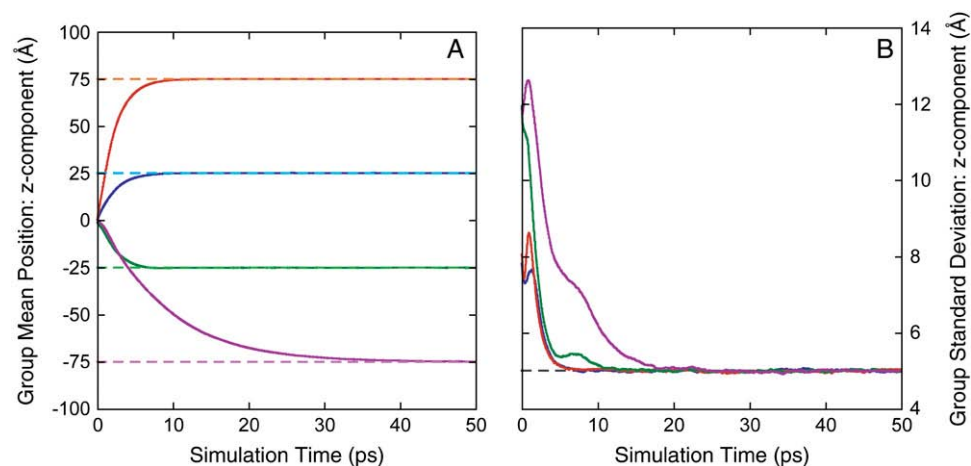 A
Group Mean Position: z-component (Å)
100
75
50
25
0
-25
-50
-75
-100
0 10 20 30 40 50
Simulation Time (ps)
B
14
12
10
8
6
4
Group Standard Deviation: z-component (Å)
0 10 20 30 40 50
Simulation Time (ps)